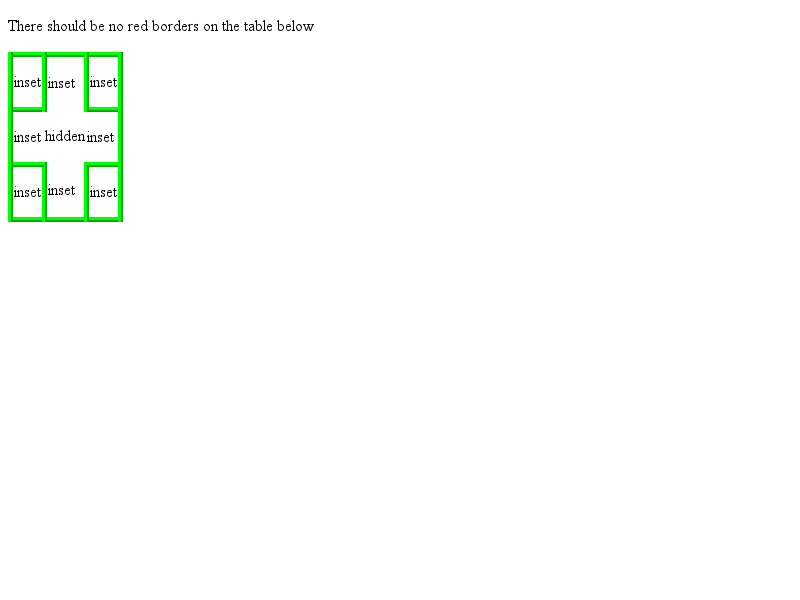 There should be no red borders on the table below
inset inset inset
inset hidden inset
inset inset inset